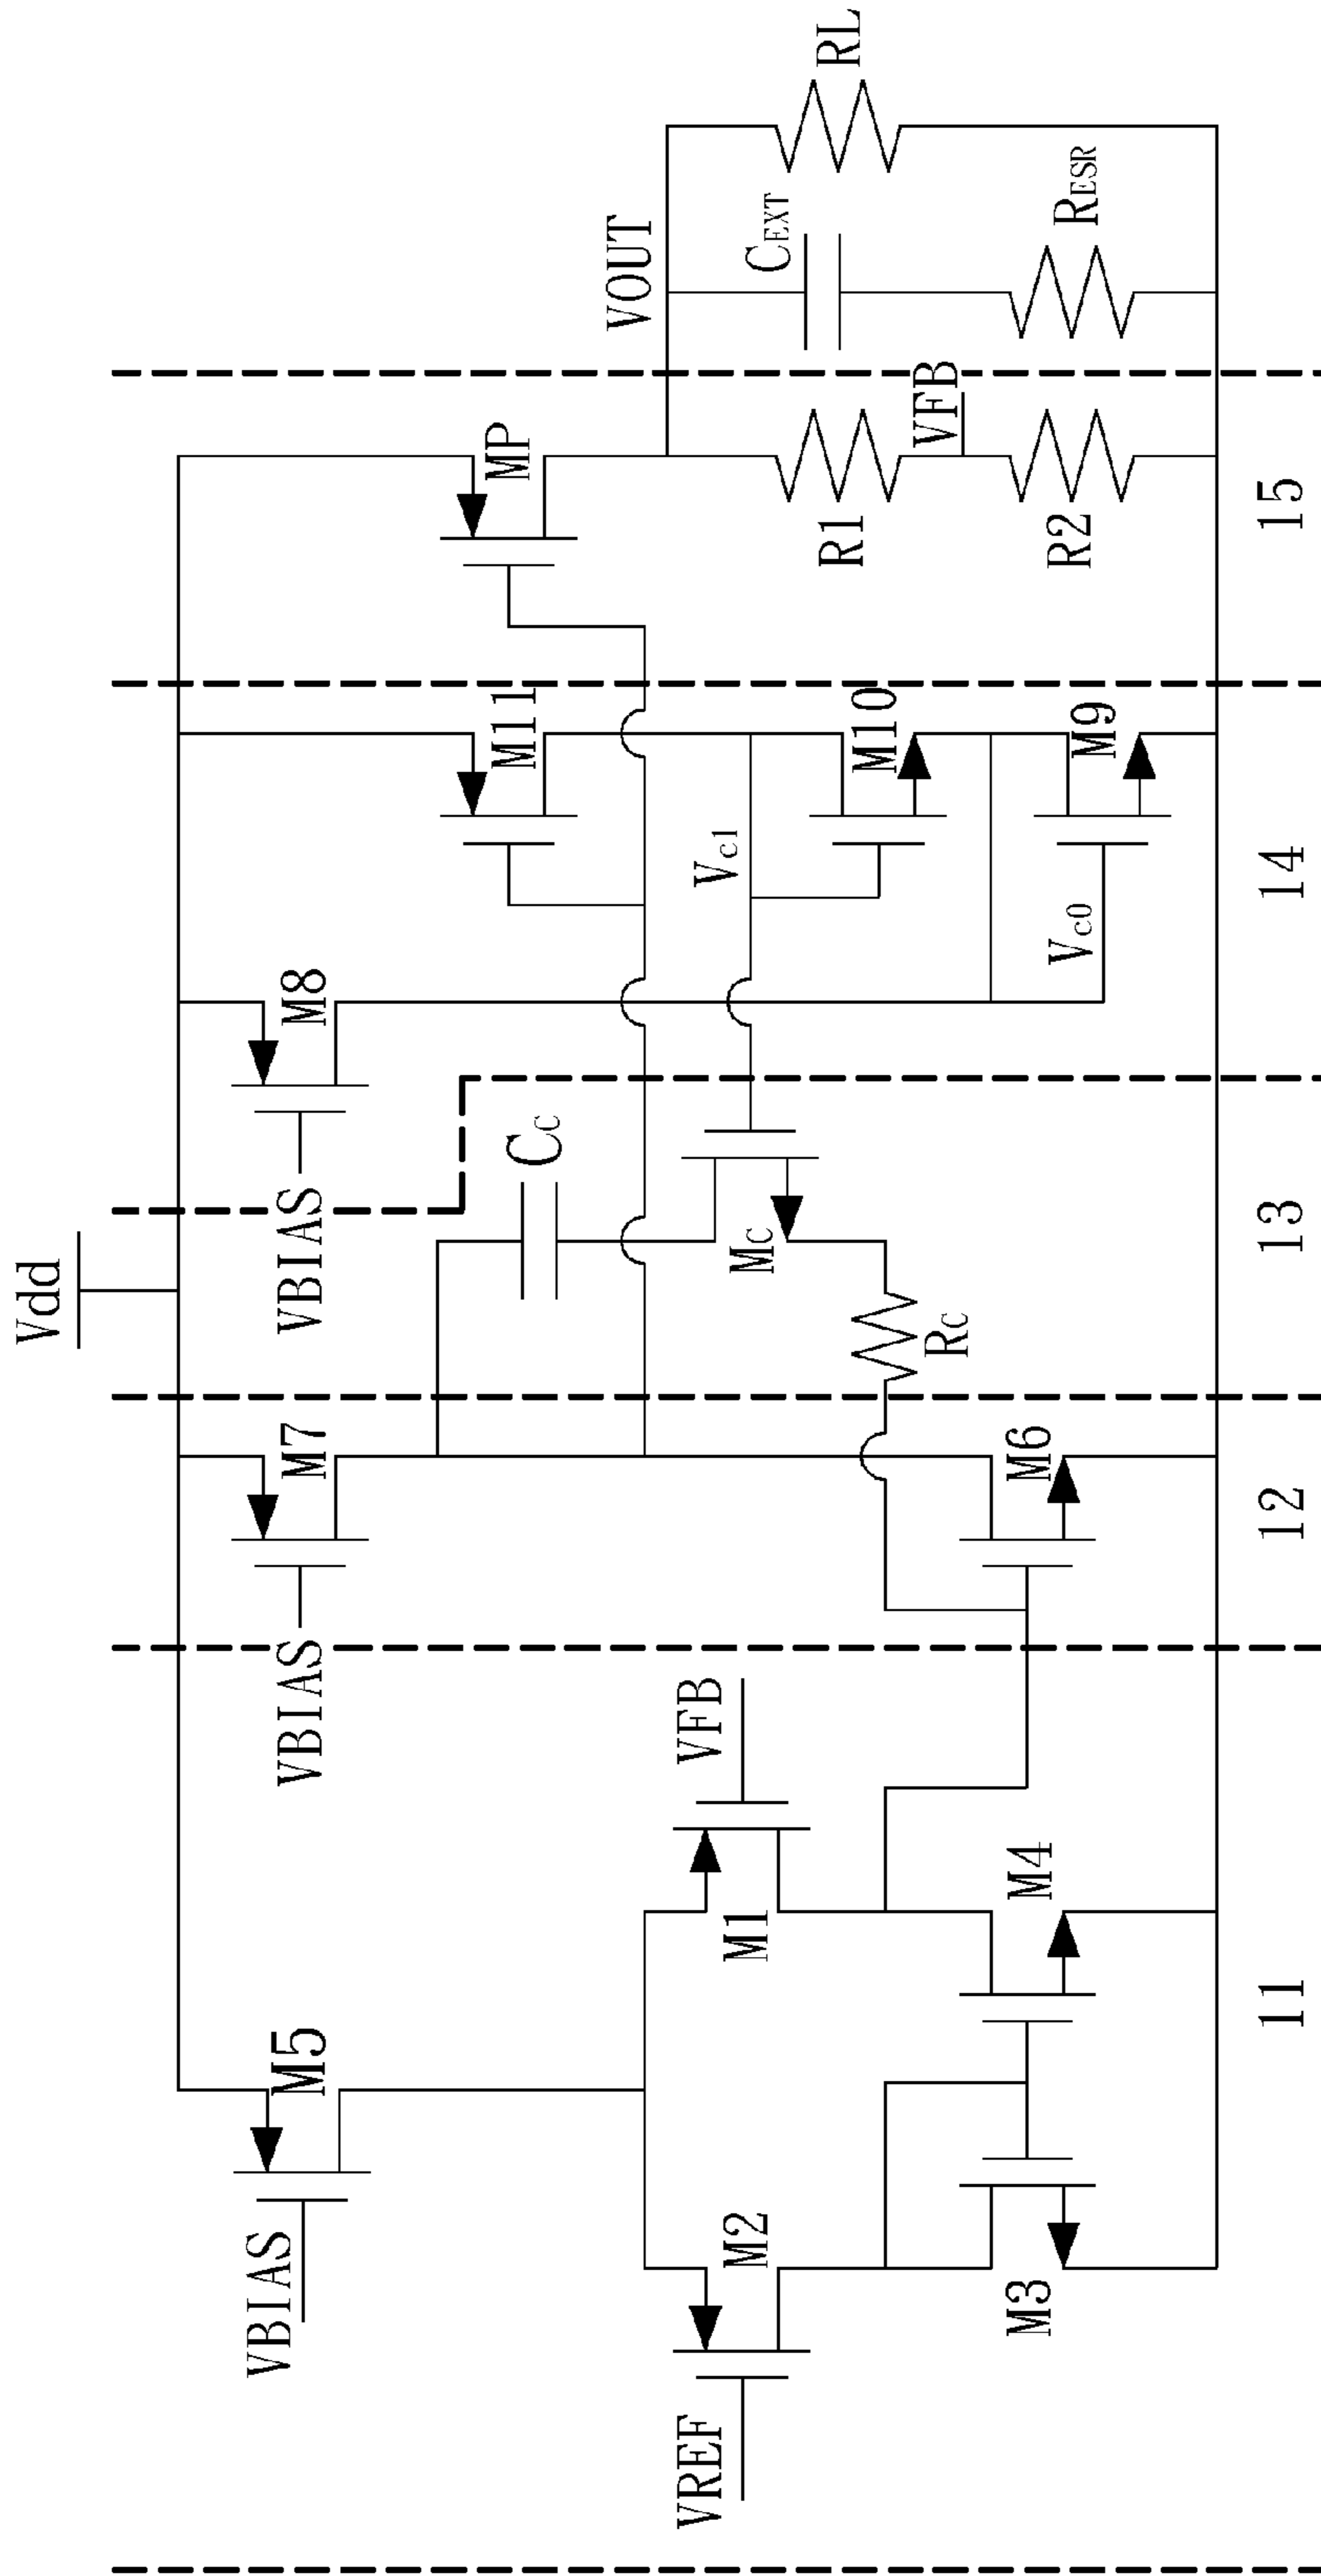 Vdd
VBIAS
M5
VBIAS
M7
VBIAS
M8
VREF
M2
M1
VFB
M3
M4
M6
CC
MC
RC
M11
Vc1
M10
Vc0
M9
MP
VOUT
R1
VFB
R2
CEXT
RESR
RL
11
12
13
14
15